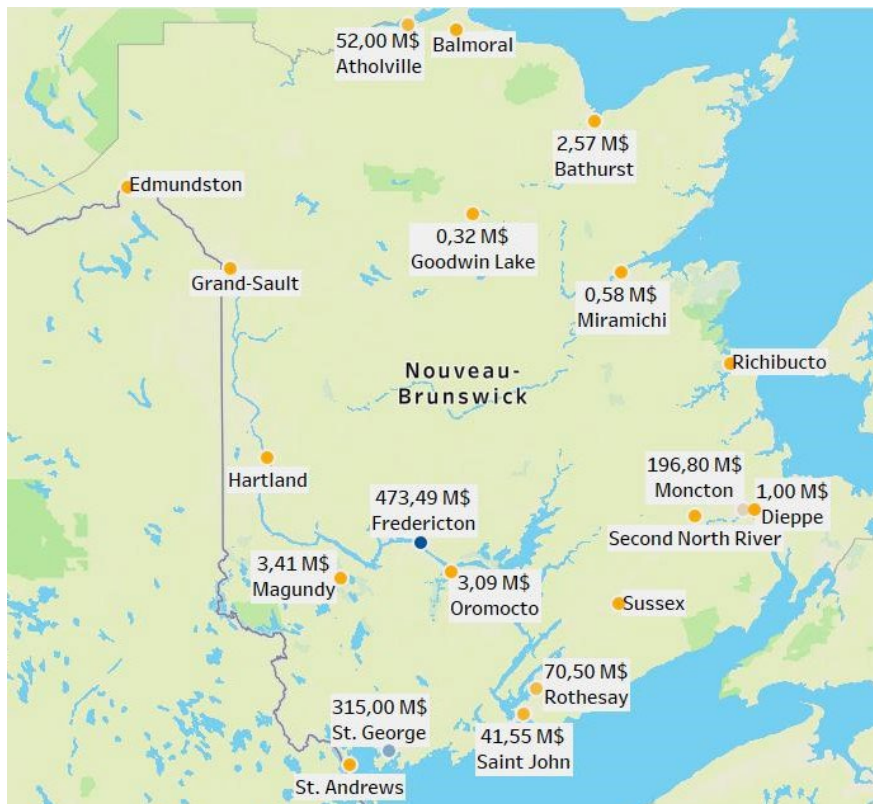 52,00 M$
Atholville
Balmoral
2,57 M$
Bathurst
Edmundston
0,32 M$
Goodwin Lake
Grand-Sault
0,58 M$
Miramichi
Nouveau-
Brunswick
Richibucto
Hartland
196,80 M$
Moncton
1,00 M$
Dieppe
473,49 M$
Fredericton
Second North River
3,41 M$
Magundy
3,09 M$
Oromocto
Sussex
70,50 M$
Rothesay
315,00 M$
St. George
41,55 M$
Saint John
St. Andrews